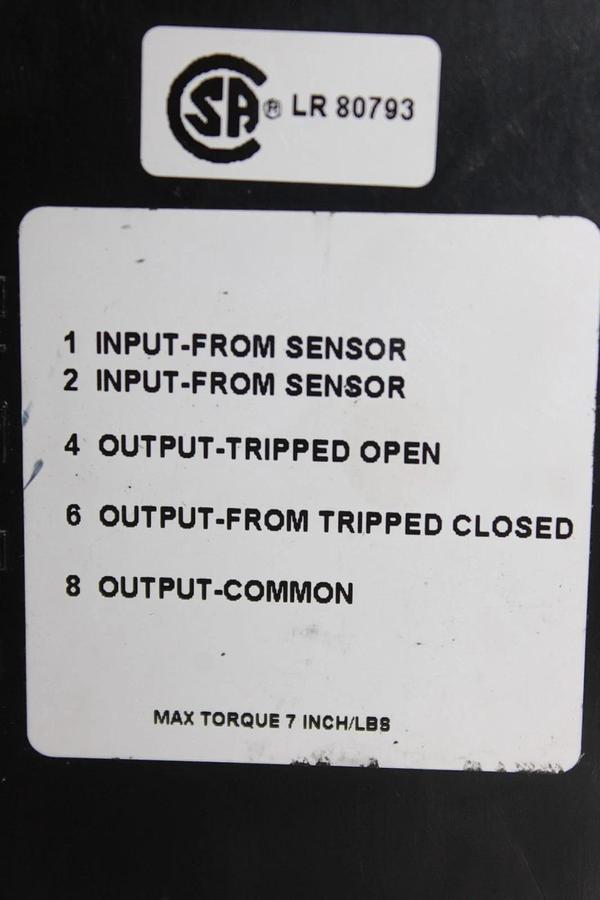 CSA® LR 80793
1 INPUT-FROM SENSOR
2 INPUT-FROM SENSOR
4 OUTPUT-TRIPPED OPEN
6 OUTPUT-FROM TRIPPED CLOSED
8 OUTPUT-COMMON
MAX TORQUE 7 INCH/LBS